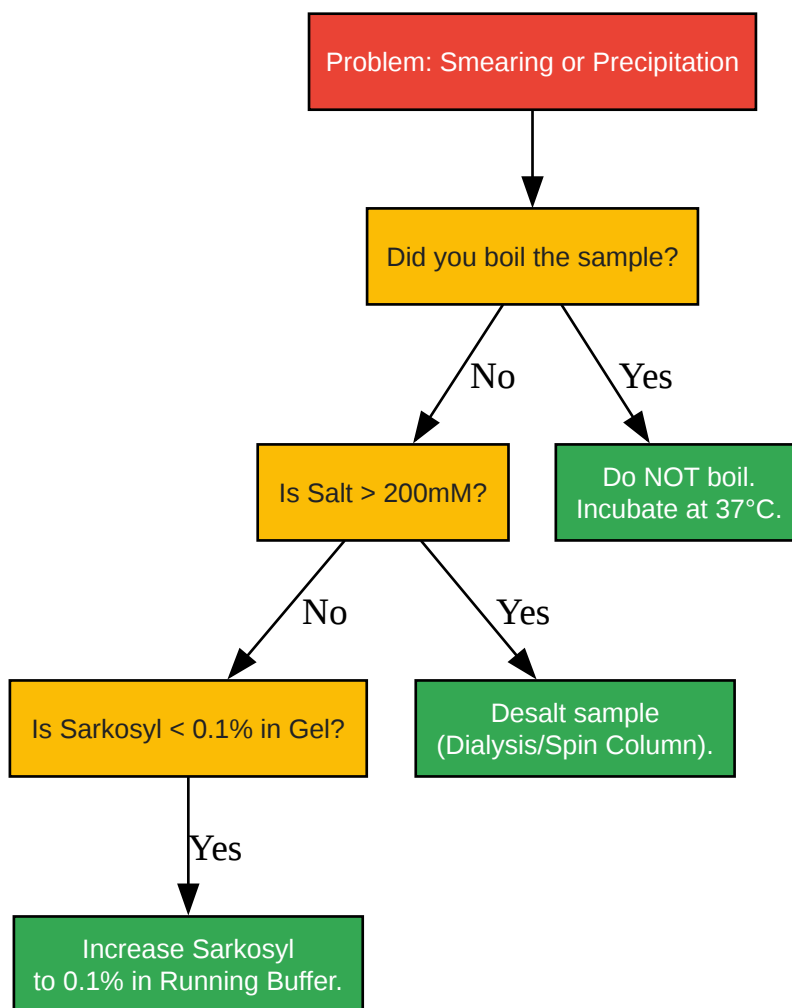 Problem: Smearing or Precipitation
Did you boil the sample?
No
Yes
Is Salt > 200mM?
Do NOT boil.
Incubate at 37°C.
No
Yes
Is Sarkosyl < 0.1% in Gel?
Desalt sample
(Dialysis/Spin Column).
Yes
Increase Sarkosyl
to 0.1% in Running Buffer.